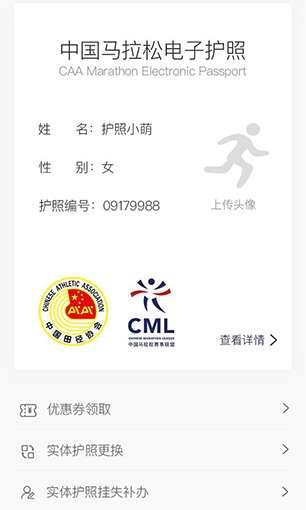 中国马拉松电子护照
CAA Marathon Electronic Passport
姓 名：护照小萌
性 别：女
护照编号：09179988
上传头像
CHINESE ATHLETIC ASSOCIATION
中国田径协会
CML
CHINESE MARATHON LEAGUE
中国马拉松赛事联盟
查看详情
优惠券领取
实体护照更换
实体护照挂失补办